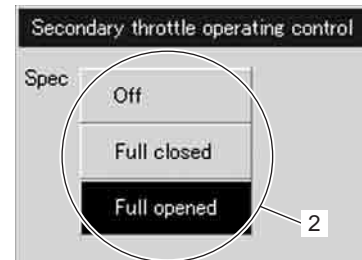 Secondary throttle operating control
Spec
Off
Full closed
Full opened
2